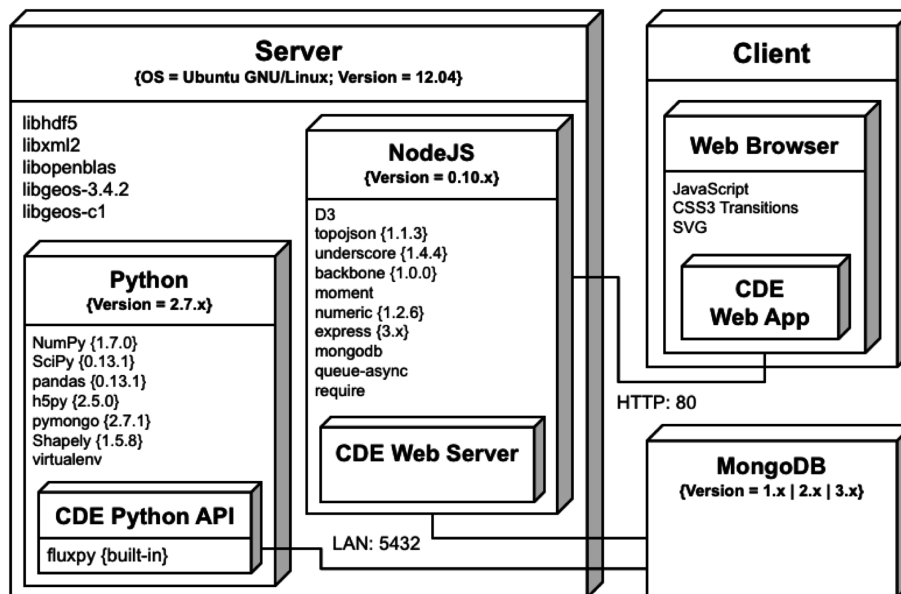 Server
{OS = Ubuntu GNU/Linux; Version = 12.04}
libhdf5
libxml2
libopenblas
libgeos-3.4.2
libgeos-c1
Python
{Version = 2.7.x}
NumPy {1.7.0}
SciPy {0.13.1}
pandas {0.13.1}
h5py {2.5.0}
pymongo {2.7.1}
Shapely {1.5.8}
virtualenv
CDE Python API
fluxpy {built-in}
NodeJS
{Version = 0.10.x}
D3
topojson {1.1.3}
underscore {1.4.4}
backbone {1.0.0}
moment
numeric {1.2.6}
express {3.x}
mongodb
queue-async
require
CDE Web Server
LAN: 5432
Client
Web Browser
JavaScript
CSS3 Transitions
SVG
CDE
Web App
HTTP: 80
MongoDB
{Version = 1.x | 2.x | 3.x}